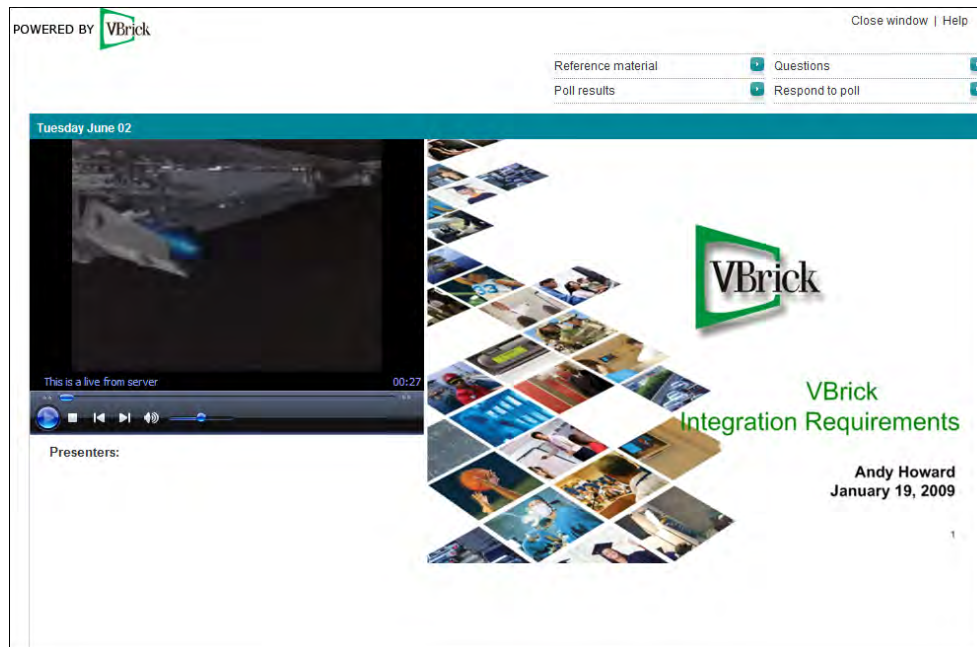 POWERED BY VBrick
Close window | Help
Reference material
Questions
Poll results
Respond to poll
Tuesday June 02
This is a live from server
00:27
Presenters:
VBrick
VBrick
Integration Requirements
Andy Howard
January 19, 2009
1